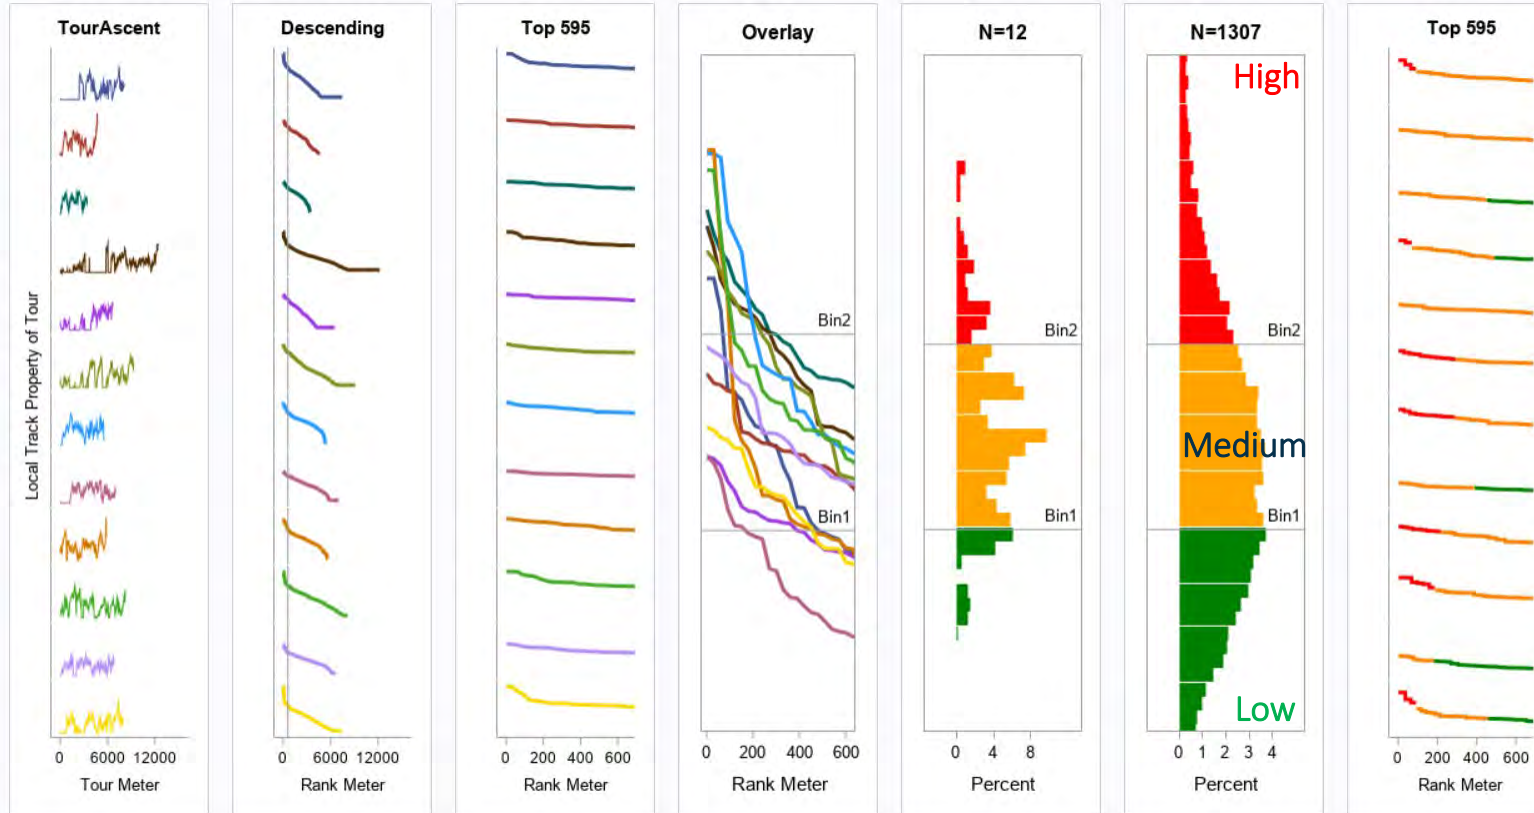 TourAscent
Local Track Property of Tour
0 6000 12000
Tour Meter
Descending
0 6000 12000
Rank Meter
Top 595
0 200 400 600
Rank Meter
Overlay
Bin2
Bin1
0 200 400 600
Rank Meter
N=12
Bin2
Bin1
0 4 8
Percent
N=1307
High
Bin2
Medium
Bin1
Low
0 1 2 3 4
Percent
Top 595
0 200 400 600
Rank Meter